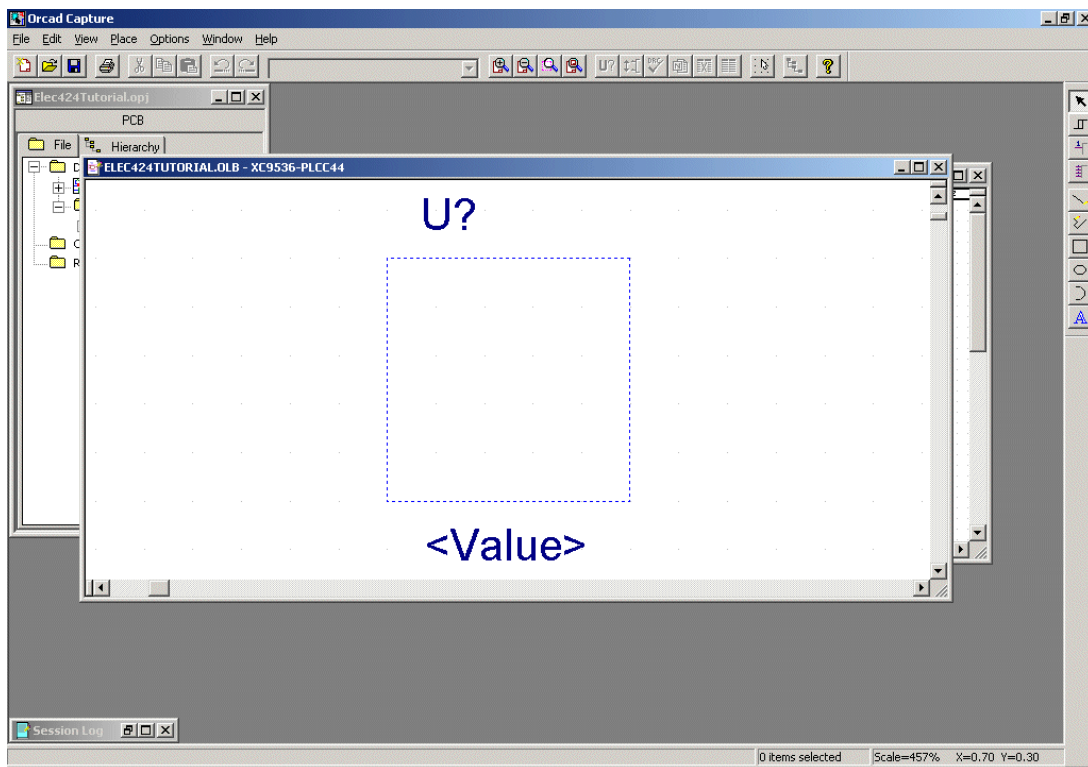 Orcad Capture
File Edit View Place Options Window Help
U?
Elec424Tutorial.opj
PCB
File Hierarchy
ELEC424TUTORIAL.OLB - XC9536-PLCC44
D
C
R
U?
<Value>
A
Session Log
0 items selected Scale=457% X=0.70 Y=0.30